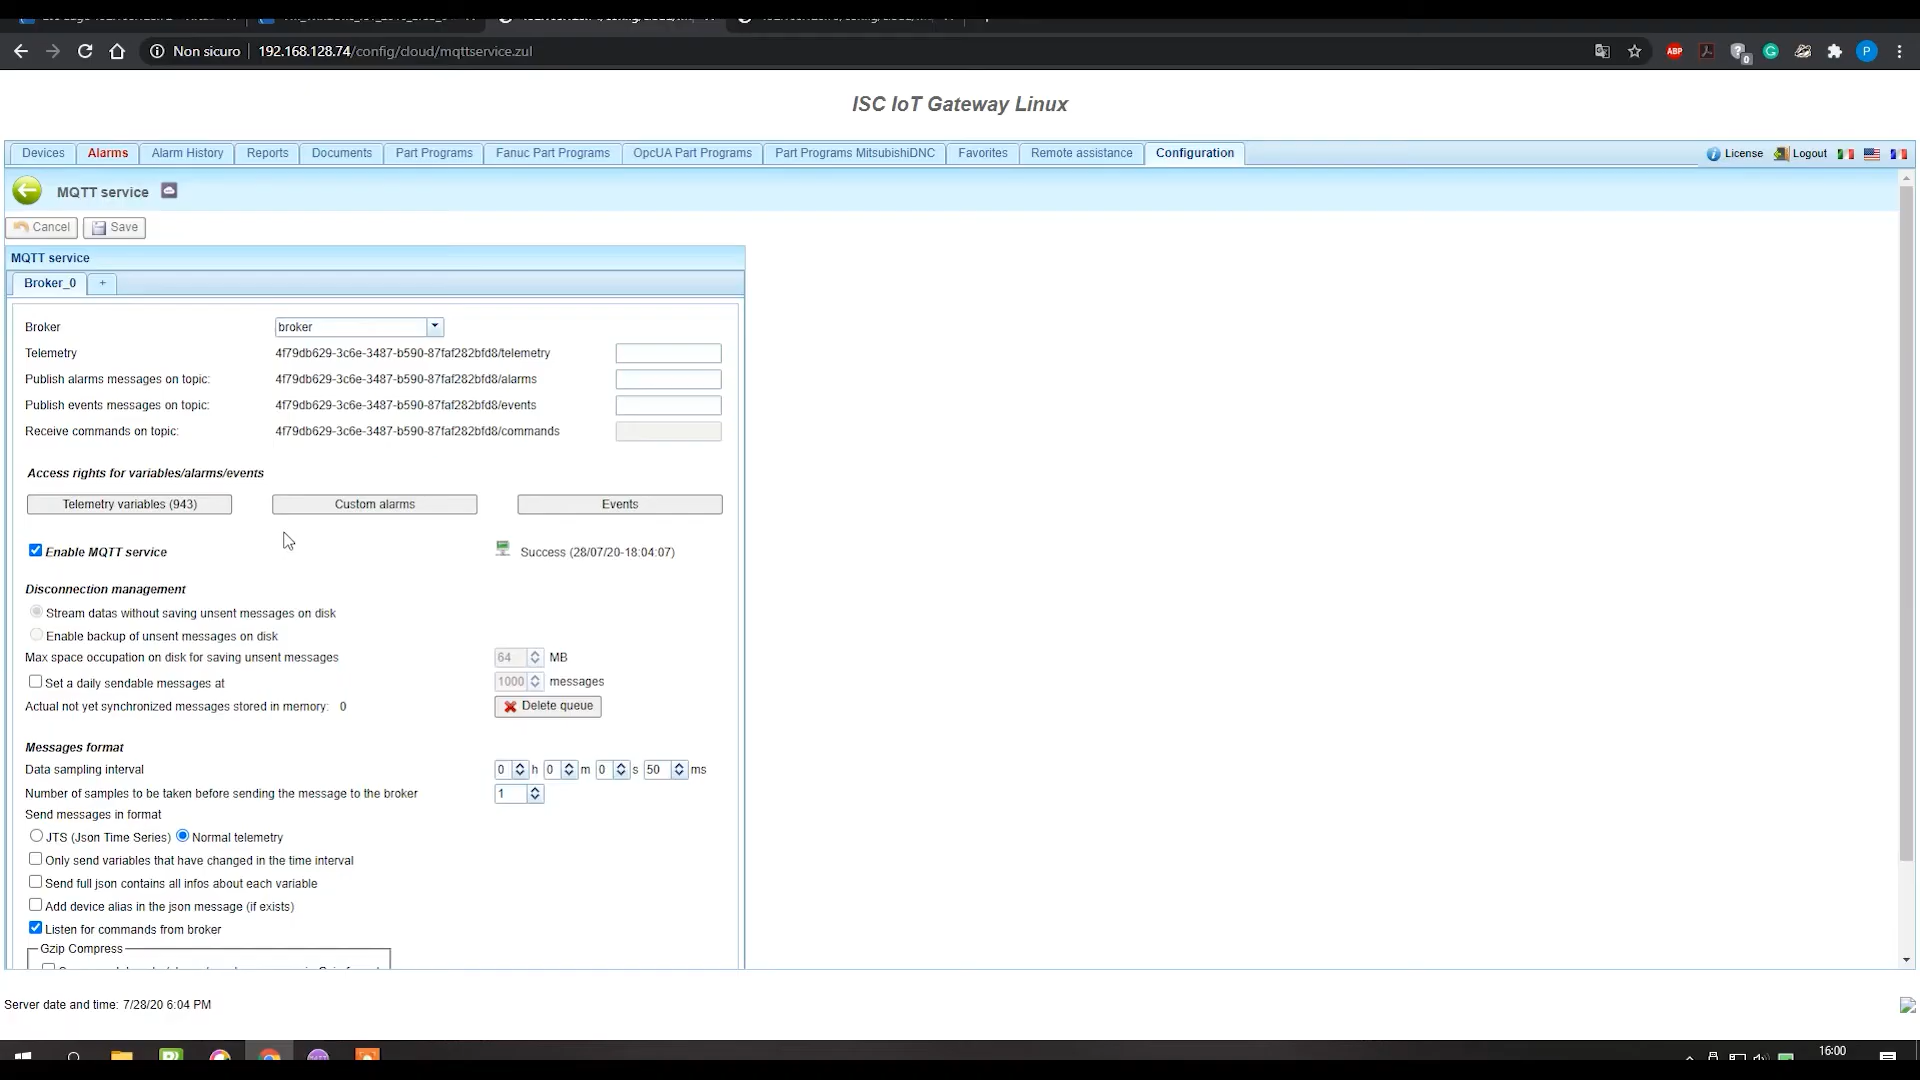 Non sicuro 192.168.128.74/config/cloud/mqttservice.zul
ABP
0
G
P
ISC IoT Gateway Linux
Devices Alarms Alarm History Reports Documents Part Programs Fanuc Part Programs OpcUA Part Programs Part Programs MitsubishiDNC Favorites Remote assistance Configuration License Logout
MQTT service
Cancel Save
MQTT service
Broker_0 +
Broker broker
Telemetry 4f79db629-3c6e-3487-b590-87faf282bfd8/telemetry
Publish alarms messages on topic: 4f79db629-3c6e-3487-b590-87faf282bfd8/alarms
Publish events messages on topic: 4f79db629-3c6e-3487-b590-87faf282bfd8/events
Receive commands on topic: 4f79db629-3c6e-3487-b590-87faf282bfd8/commands
Access rights for variables/alarms/events
Telemetry variables (943) Custom alarms Events
Enable MQTT service Success (28/07/20-18:04:07)
Disconnection management
Stream datas without saving unsent messages on disk
Enable backup of unsent messages on disk
Max space occupation on disk for saving unsent messages 64 MB
Set a daily sendable messages at 1000 messages
Actual not yet synchronized messages stored in memory: 0 Delete queue
Messages format
Data sampling interval 0 h 0 m 0 s 50 ms
Number of samples to be taken before sending the message to the broker 1
Send messages in format
JTS (Json Time Series) Normal telemetry
Only send variables that have changed in the time interval
Send full json contains all infos about each variable
Add device alias in the json message (if exists)
Listen for commands from broker
Gzip Compress
Server date and time: 7/28/20 6:04 PM
16:00